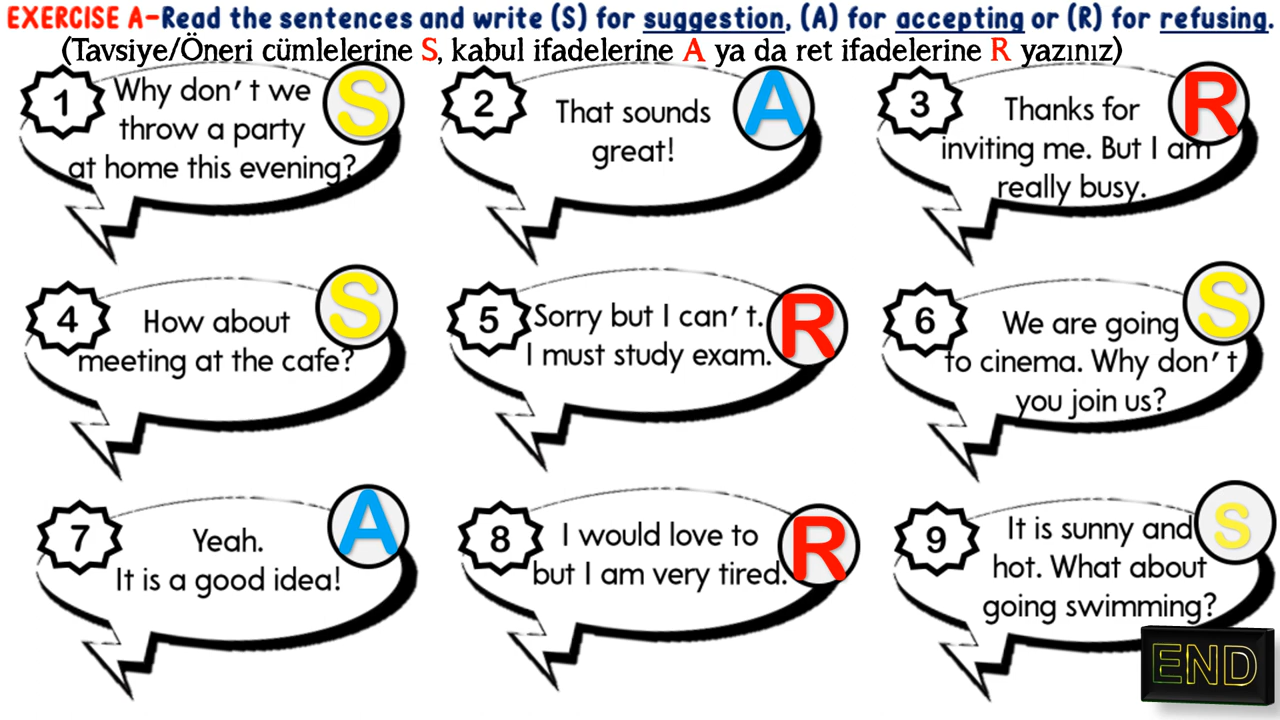 EXERCISE A-Read the sentences and write (S) for suggestion, (A) for accepting or (R) for refusing.
(Tavsiye/Öneri cümlelerine S, kabul ifadelerine A ya da ret ifadelerine R yazınız)
1
Why don't we
throw a party
at home this evening?
S
2
That sounds
great!
A
3
Thanks for
inviting me. But I am
really busy.
R
4
How about
meeting at the cafe?
S
5
Sorry but I can't.
I must study exam.
R
6
We are going
to cinema. Why don't
you join us?
S
7
Yeah.
It is a good idea!
A
8
I would love to
but I am very tired.
R
9
It is sunny and
hot. What about
going swimming?
S
END